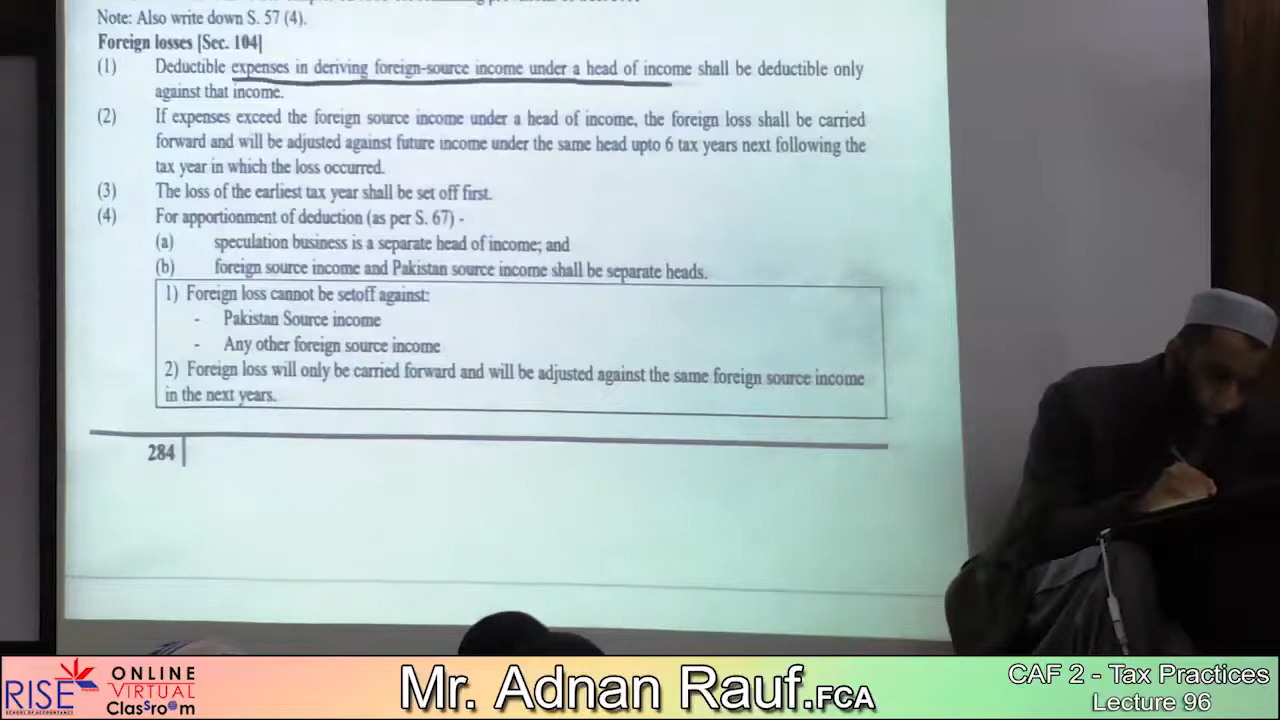 Note: Also write down S. 57 (4).
Foreign losses [Sec. 104]
(1) Deductible expenses in deriving foreign-source income under a head of income shall be deductible only
against that income.
(2) If expenses exceed the foreign source income under a head of income, the foreign loss shall be carried
forward and will be adjusted against future income under the same head upto 6 tax years next following the
tax year in which the loss occurred.
(3) The loss of the earliest tax year shall be set off first.
(4) For apportionment of deduction (as per S. 67) -
(a) speculation business is a separate head of income; and
(b) foreign source income and Pakistan source income shall be separate heads.
1) Foreign loss cannot be setoff against:
- Pakistan Source income
- Any other foreign source income
2) Foreign loss will only be carried forward and will be adjusted against the same foreign source income
in the next years.
284
RISE
ONLINE
VIRTUAL
Classroom
Mr. Adnan Rauf.FCA
CAF 2 - Tax Practices
Lecture 96